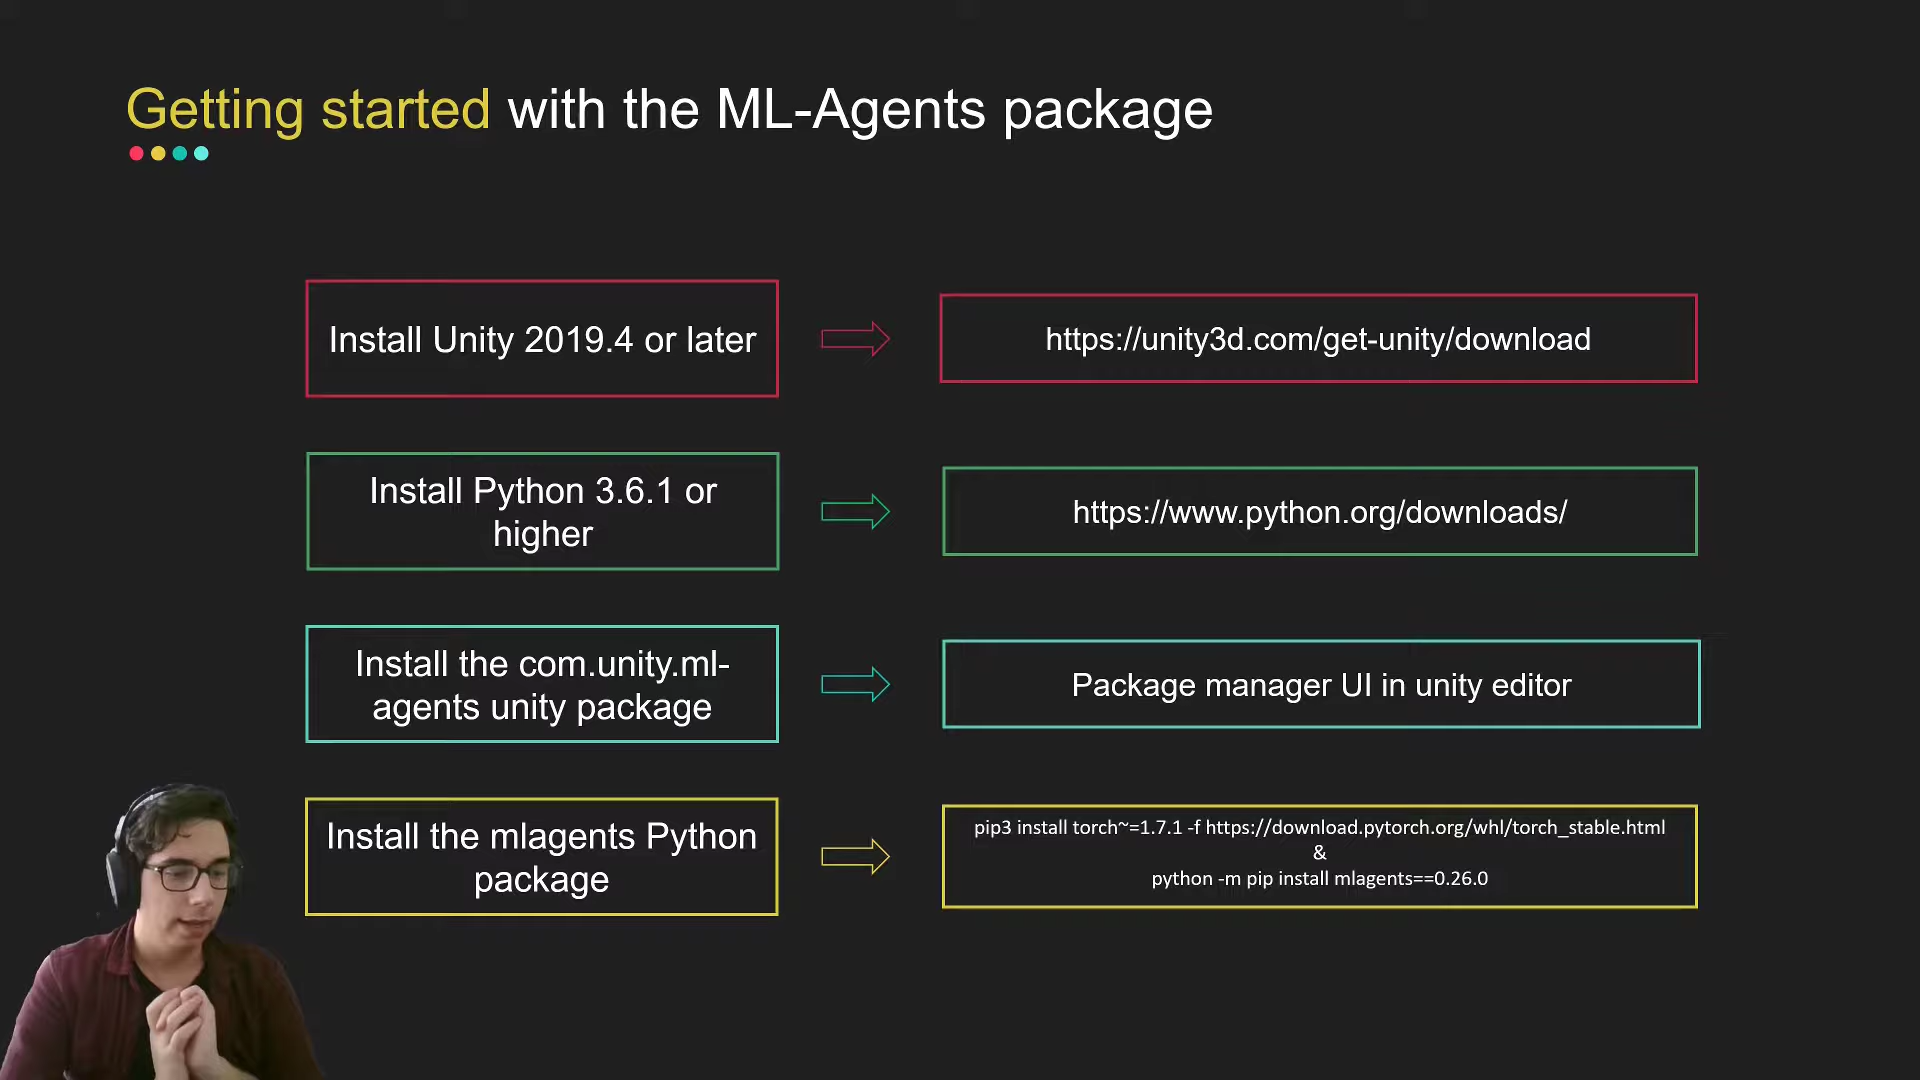 Getting started with the ML-Agents package
Install Unity 2019.4 or later
https://unity3d.com/get-unity/download
Install Python 3.6.1 or
higher
https://www.python.org/downloads/
Install the com.unity.ml-
agents unity package
Package manager UI in unity editor
Install the mlagents Python
package
pip3 install torch~=1.7.1 -f https://download.pytorch.org/whl/torch_stable.html
&
python -m pip install mlagents==0.26.0